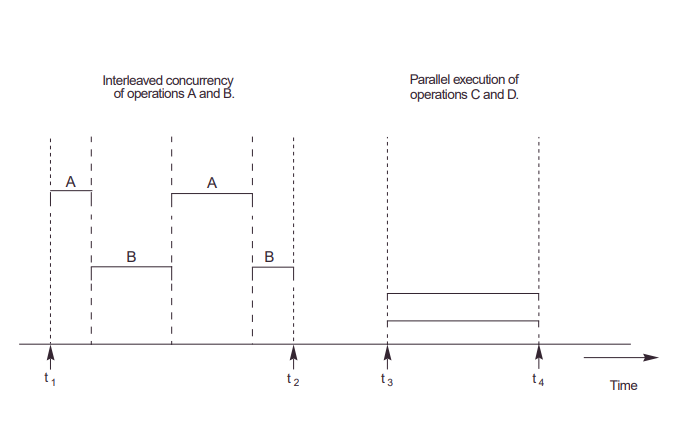 Interleaved concurrency
of operations A and B.
Parallel execution of
operations C and D.
A
A
B
B
t1
t2
t3
t4
Time